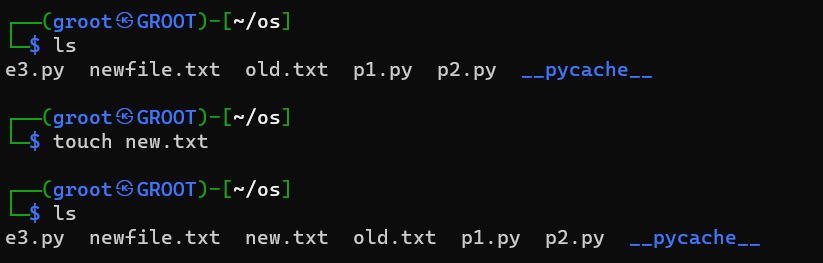 ┌──(groot㉿GROOT)-[~/os]
└─$ ls
e3.py  newfile.txt  old.txt  p1.py  p2.py  __pycache__
┌──(groot㉿GROOT)-[~/os]
└─$ touch new.txt
┌──(groot㉿GROOT)-[~/os]
└─$ ls
e3.py  newfile.txt  new.txt  old.txt  p1.py  p2.py  __pycache__